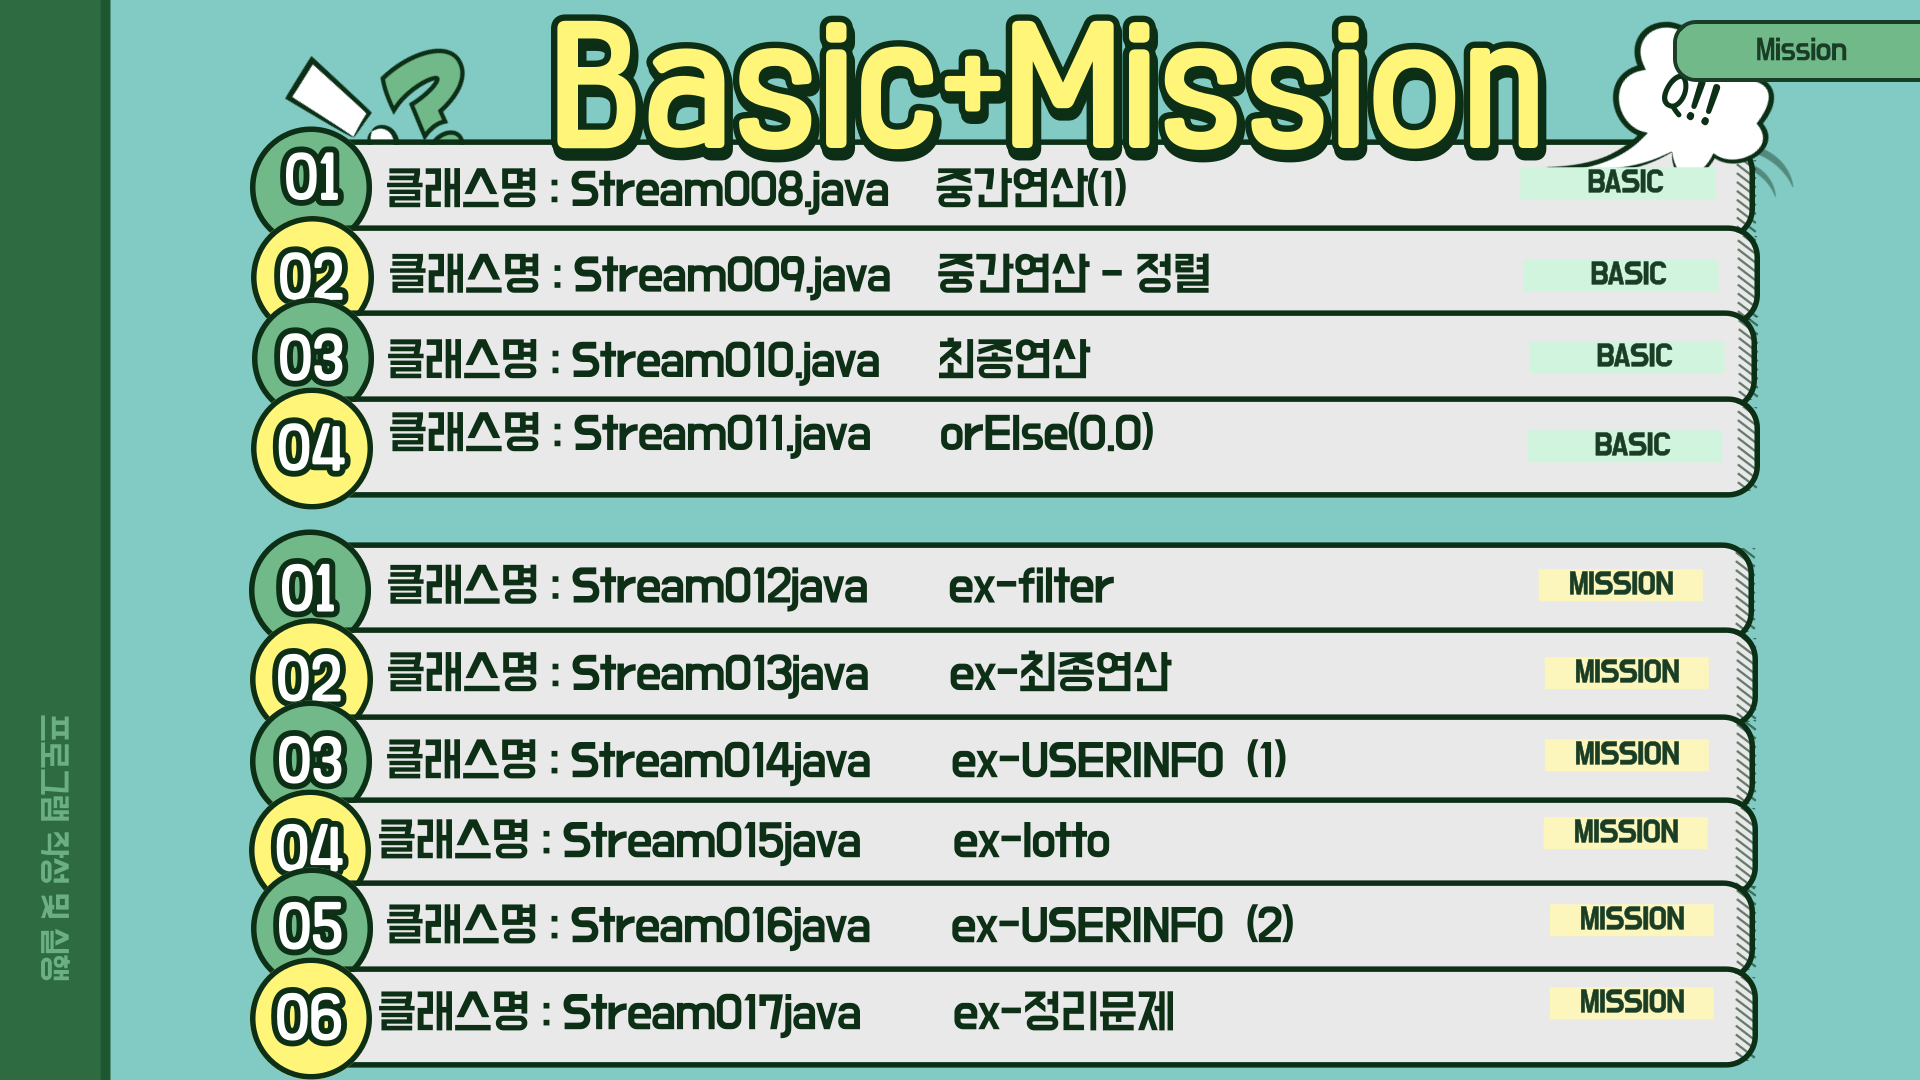 Basic+Mission
Mission
Q!!
01 클래스명 : Stream008.java 중간연산(1) BASIC
02 클래스명 : Stream009.java 중간연산 - 정렬 BASIC
03 클래스명 : Stream010.java 최종연산 BASIC
04 클래스명 : Stream011.java orElse(0.0) BASIC
01 클래스명 : Stream012java ex-filter MISSION
02 클래스명 : Stream013java ex-최종연산 MISSION
03 클래스명 : Stream014java ex-USERINFO (1) MISSION
04 클래스명 : Stream015java ex-lotto MISSION
05 클래스명 : Stream016java ex-USERINFO (2) MISSION
06 클래스명 : Stream017java ex-정리문제 MISSION
프로그램 작성 및 실행